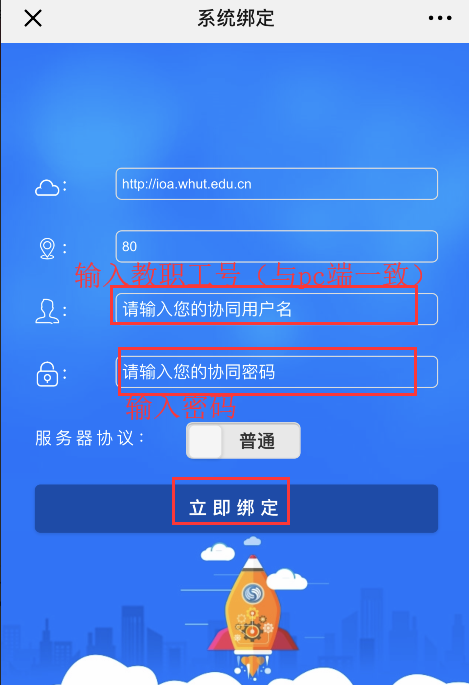 系统绑定
http://ioa.whut.edu.cn
:
80
:
输入教职工号（与pc端一致）
请输入您的协同用户名
:
请输入您的协同密码
:
输入密码
服务器协议：
普通
立即绑定